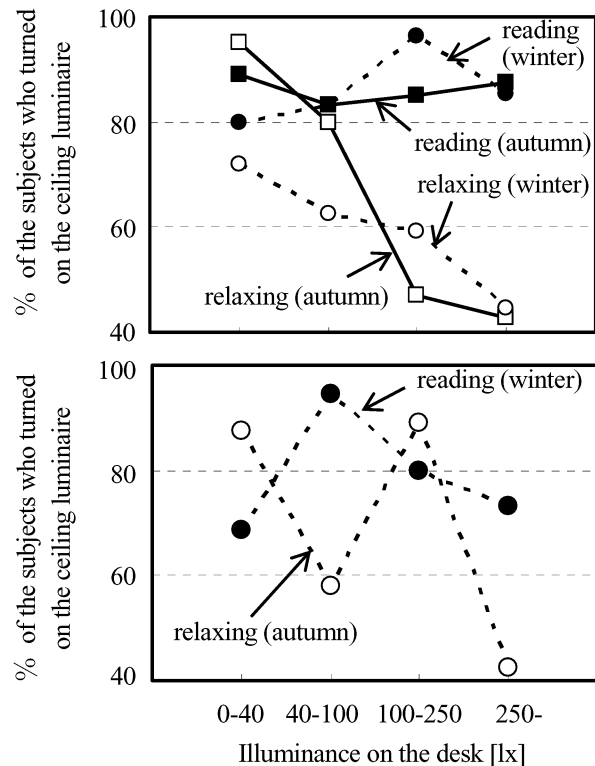 % of the subjects who turned
on the ceiling luminaire
100
80
60
40
reading
(winter)
reading (autumn)
relaxing (winter)
relaxing (autumn)
% of the subjects who turned
on the ceiling luminaire
100
80
60
40
reading (winter)
relaxing (autumn)
0-40
40-100
100-250
250-
Illuminance on the desk [lx]